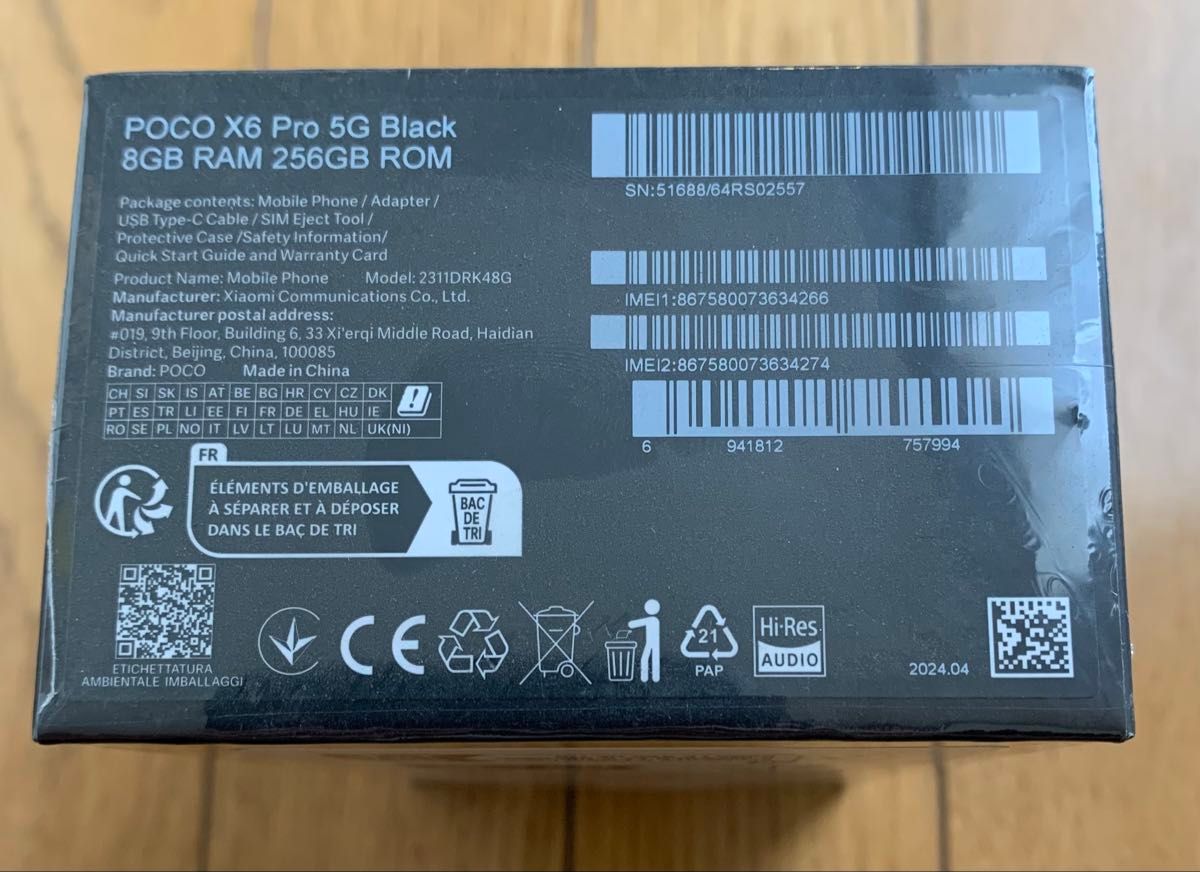 POCO X6 Pro 5G Black
8GB RAM 256GB ROM
Package contents: Mobile Phone / Adapter /
USB Type-C Cable / SIM Eject Tool /
Protective Case /Safety Information/
Quick Start Guide and Warranty Card
Product Name: Mobile Phone Model: 2311DRK48G
Manufacturer: Xiaomi Communications Co., Ltd.
Manufacturer postal address:
#019, 9th Floor, Building 6, 33 Xi'erqi Middle Road, Haidian
District, Beijing, China, 100085
Brand: POCO Made in China
CH SI SK IS AT BE BG HR CY CZ DK
PT ES TR LI EE FI FR DE EL HU IE
RO SE PL NO IT LV LT LU MT NL UK(NI)
SN:51688/64RS02557
IMEI1:867580073634266
IMEI2:867580073634274
6 941812 757994
FR
ÉLÉMENTS D'EMBALLAGE
À SÉPARER ET À DÉPOSER
DANS LE BAC DE TRI
BAC
DE
TRI
ETICHETTATURA
AMBIENTALE IMBALLAGGI
CE
21
PAP
Hi-Res
AUDIO
2024.04